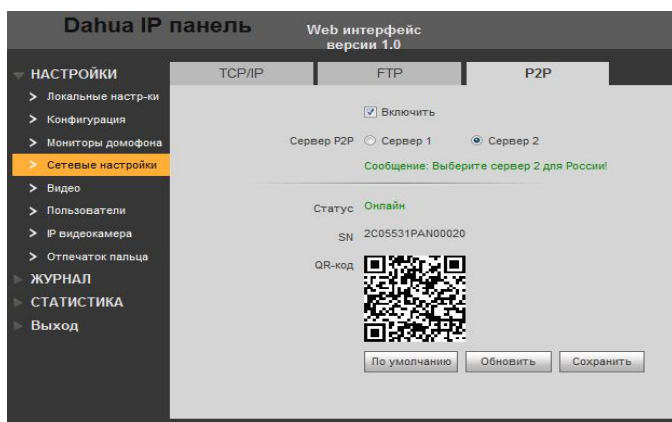 Dahua IP панель
Web интерфейс
версии 1.0
НАСТРОЙКИ
Локальные настр-ки
Конфигурация
Мониторы домофона
Сетевые настройки
Видео
Пользователи
IP видеокамера
Отпечаток пальца
ЖУРНАЛ
СТАТИСТИКА
Выход
TCP/IP
FTP
P2P
Включить
Сервер P2P
Сервер 1
Сервер 2
Сообщение: Выберите сервер 2 для России!
Статус
Онлайн
SN
2C05531PAN00020
QR-код
По умолчанию
Обновить
Сохранить